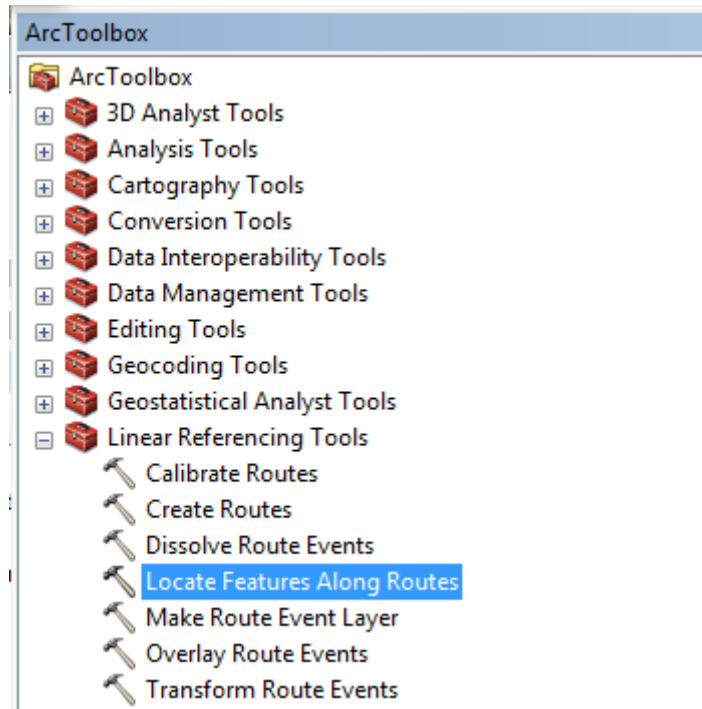 ArcToolbox
ArcToolbox
3D Analyst Tools
Analysis Tools
Cartography Tools
Conversion Tools
Data Interoperability Tools
Data Management Tools
Editing Tools
Geocoding Tools
Geostatistical Analyst Tools
Linear Referencing Tools
Calibrate Routes
Create Routes
Dissolve Route Events
Locate Features Along Routes
Make Route Event Layer
Overlay Route Events
Transform Route Events